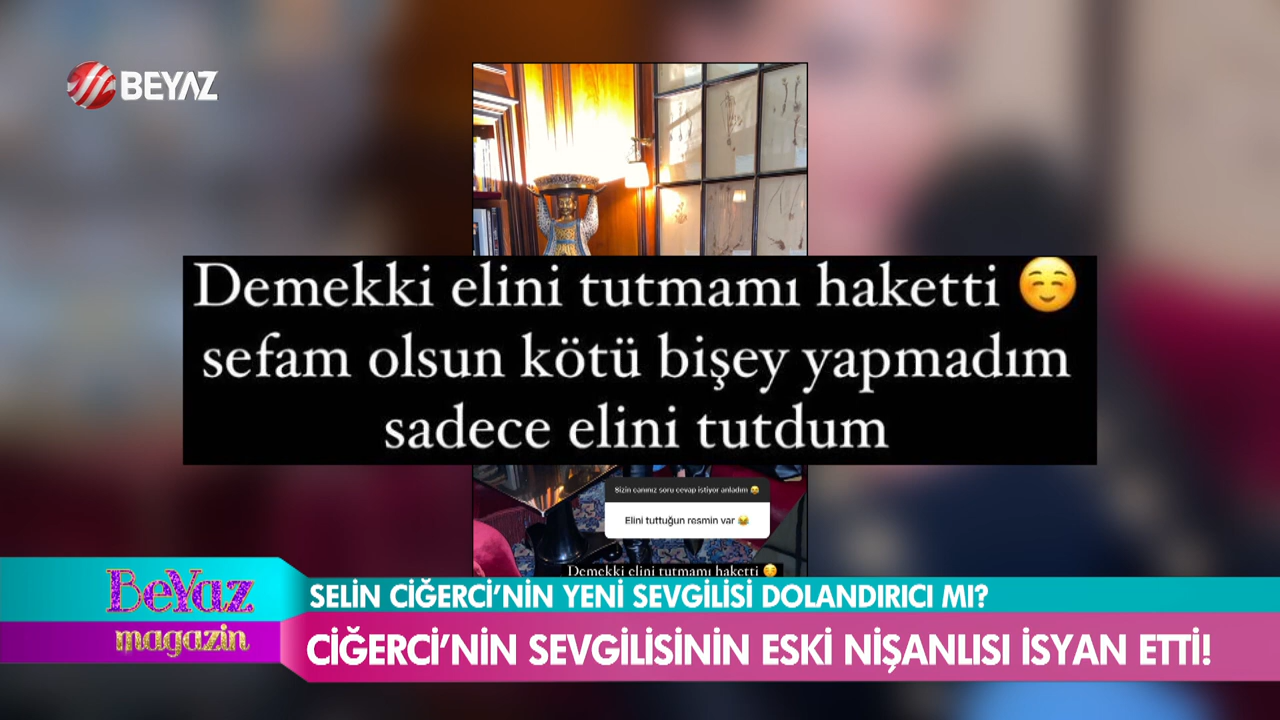 BEYAZ
Demekki elini tutmamı haketti ☺️
sefam olsun kötü bişey yapmadım
sadece elini tutdum
Sizin canınız soru cevap istiyor anladım 😂
Elini tuttuğun resmin var 😂
Demekki elini tutmamı haketti ☺️
BeYaz
magazin
SELİN CİĞERCİ'NİN YENİ SEVGİLİSİ DOLANDIRICI MI?
CİĞERCİ'NİN SEVGİLİSİNİN ESKİ NİŞANLISI İSYAN ETTİ!